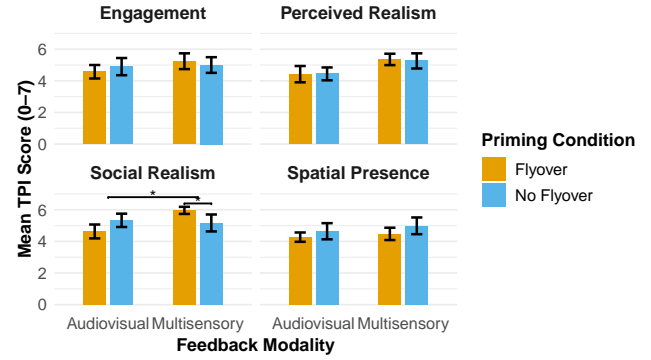 Engagement
Perceived Realism
Mean TPI Score (0–7)
6
4
2
0
Social Realism
Spatial Presence
*
*
6
4
2
0
Audiovisual Multisensory
Audiovisual Multisensory
Feedback Modality
Priming Condition
Flyover
No Flyover